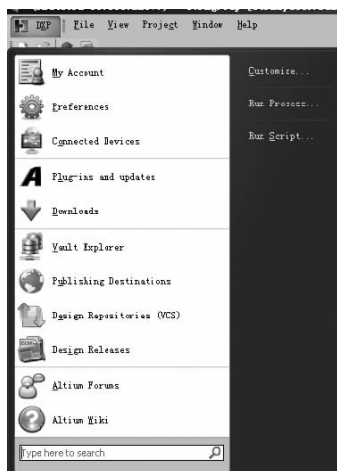 DXP File View Project Window Help
My Account
Preferences
Connected Devices
Plug-ins and updates
Downloads
Vault Explorer
Publishing Destinations
Design Repositories (VCS)
Design Releases
Altium Forums
Altium Wiki
Type here to search
Customize...
Run Process...
Run Script...